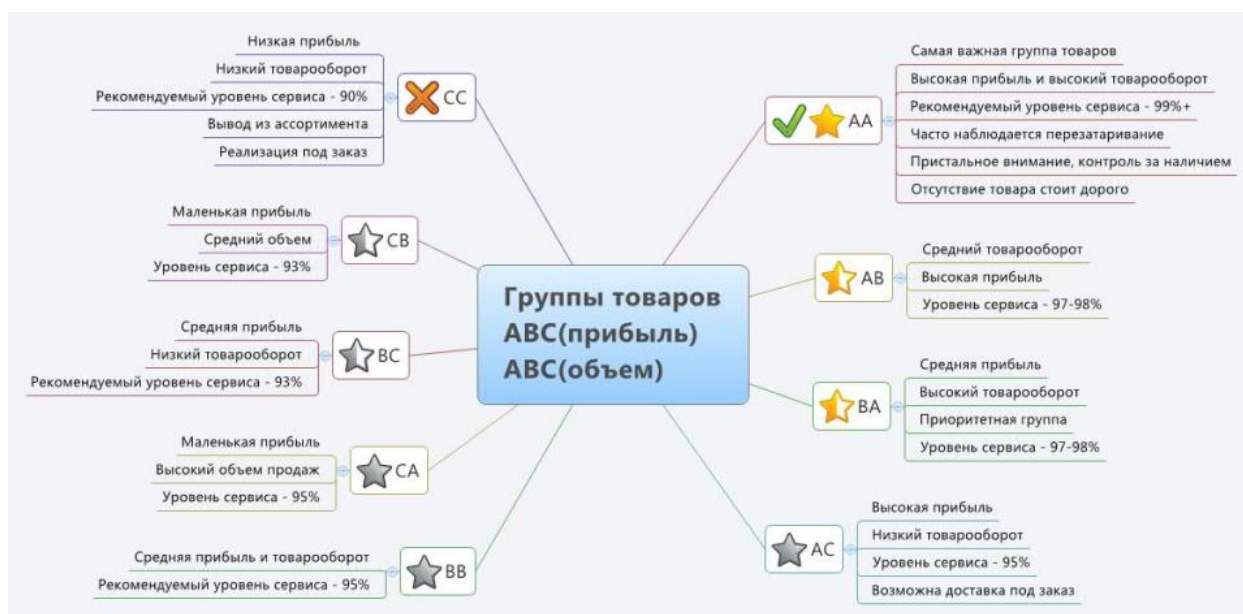 Группы товаров
ABC(прибыль)
ABC(объем)
AA
Самая важная группа товаров
Высокая прибыль и высокий товарооборот
Рекомендуемый уровень сервиса - 99%+
Часто наблюдается перезатаривание
Пристальное внимание, контроль за наличием
Отсутствие товара стоит дорого
AB
Средний товарооборот
Высокая прибыль
Уровень сервиса - 97-98%
BA
Средняя прибыль
Высокий товарооборот
Приоритетная группа
Уровень сервиса - 97-98%
AC
Высокая прибыль
Низкий товарооборот
Уровень сервиса - 95%
Возможна доставка под заказ
CC
Низкая прибыль
Низкий товарооборот
Рекомендуемый уровень сервиса - 90%
Вывод из ассортимента
Реализация под заказ
CB
Маленькая прибыль
Средний объем
Уровень сервиса - 93%
BC
Средняя прибыль
Низкий товарооборот
Рекомендуемый уровень сервиса - 93%
CA
Маленькая прибыль
Высокий объем продаж
Уровень сервиса - 95%
BB
Средняя прибыль и товарооборот
Рекомендуемый уровень сервиса - 95%